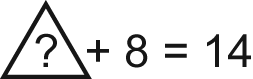 ? + 8 = 14